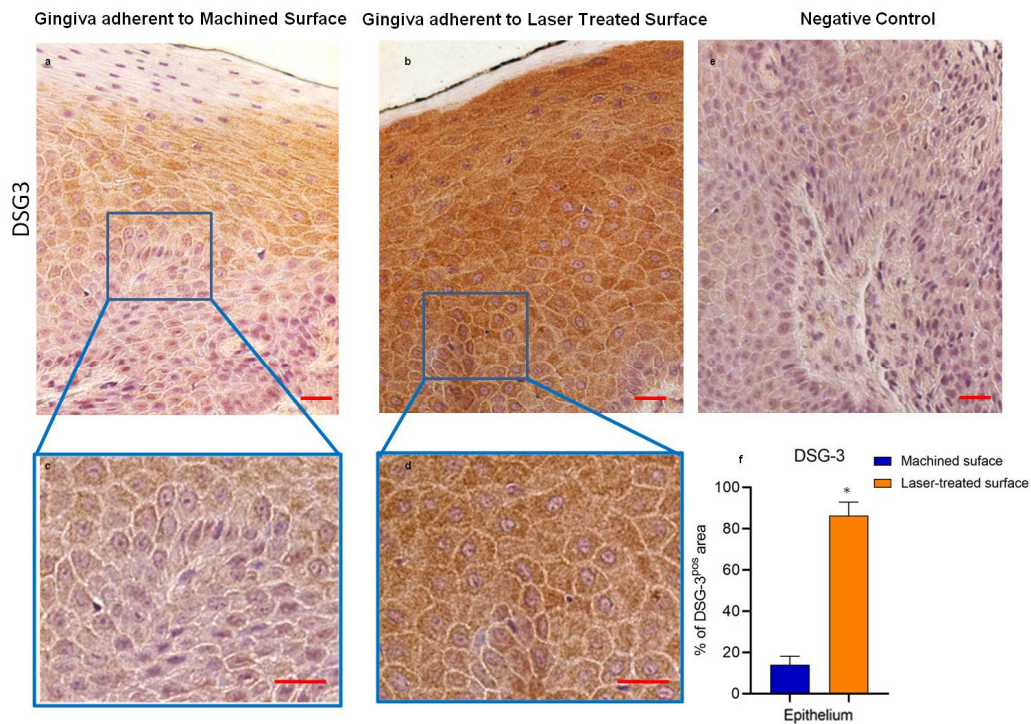 Gingiva adherent to Machined Surface
Gingiva adherent to Laser Treated Surface
Negative Control
DSG3
a
b
e
c
d
f
DSG-3
Machined suface
Laser-treated surface
% of DSG-3pos area
100
80
60
40
20
0
*
Epithelium